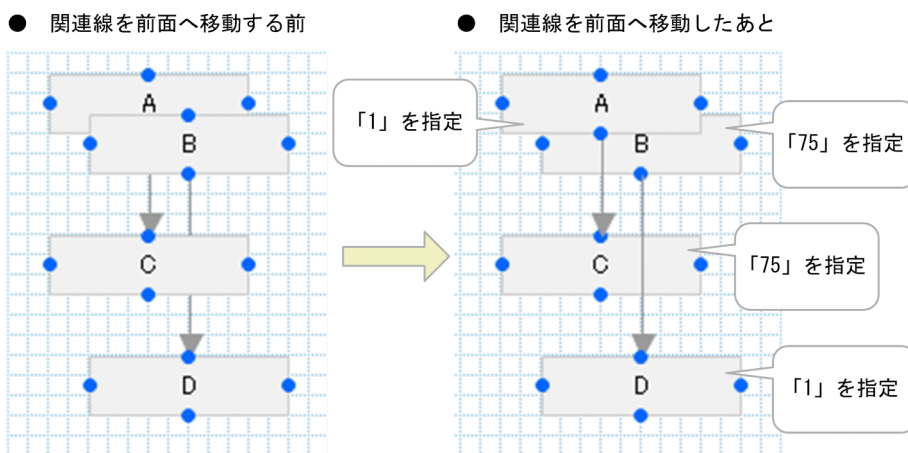 ● 関連線を前面へ移動する前
● 関連線を前面へ移動したあと
A
B
C
D
A
B
C
D
「1」を指定
「75」を指定
「75」を指定
「1」を指定